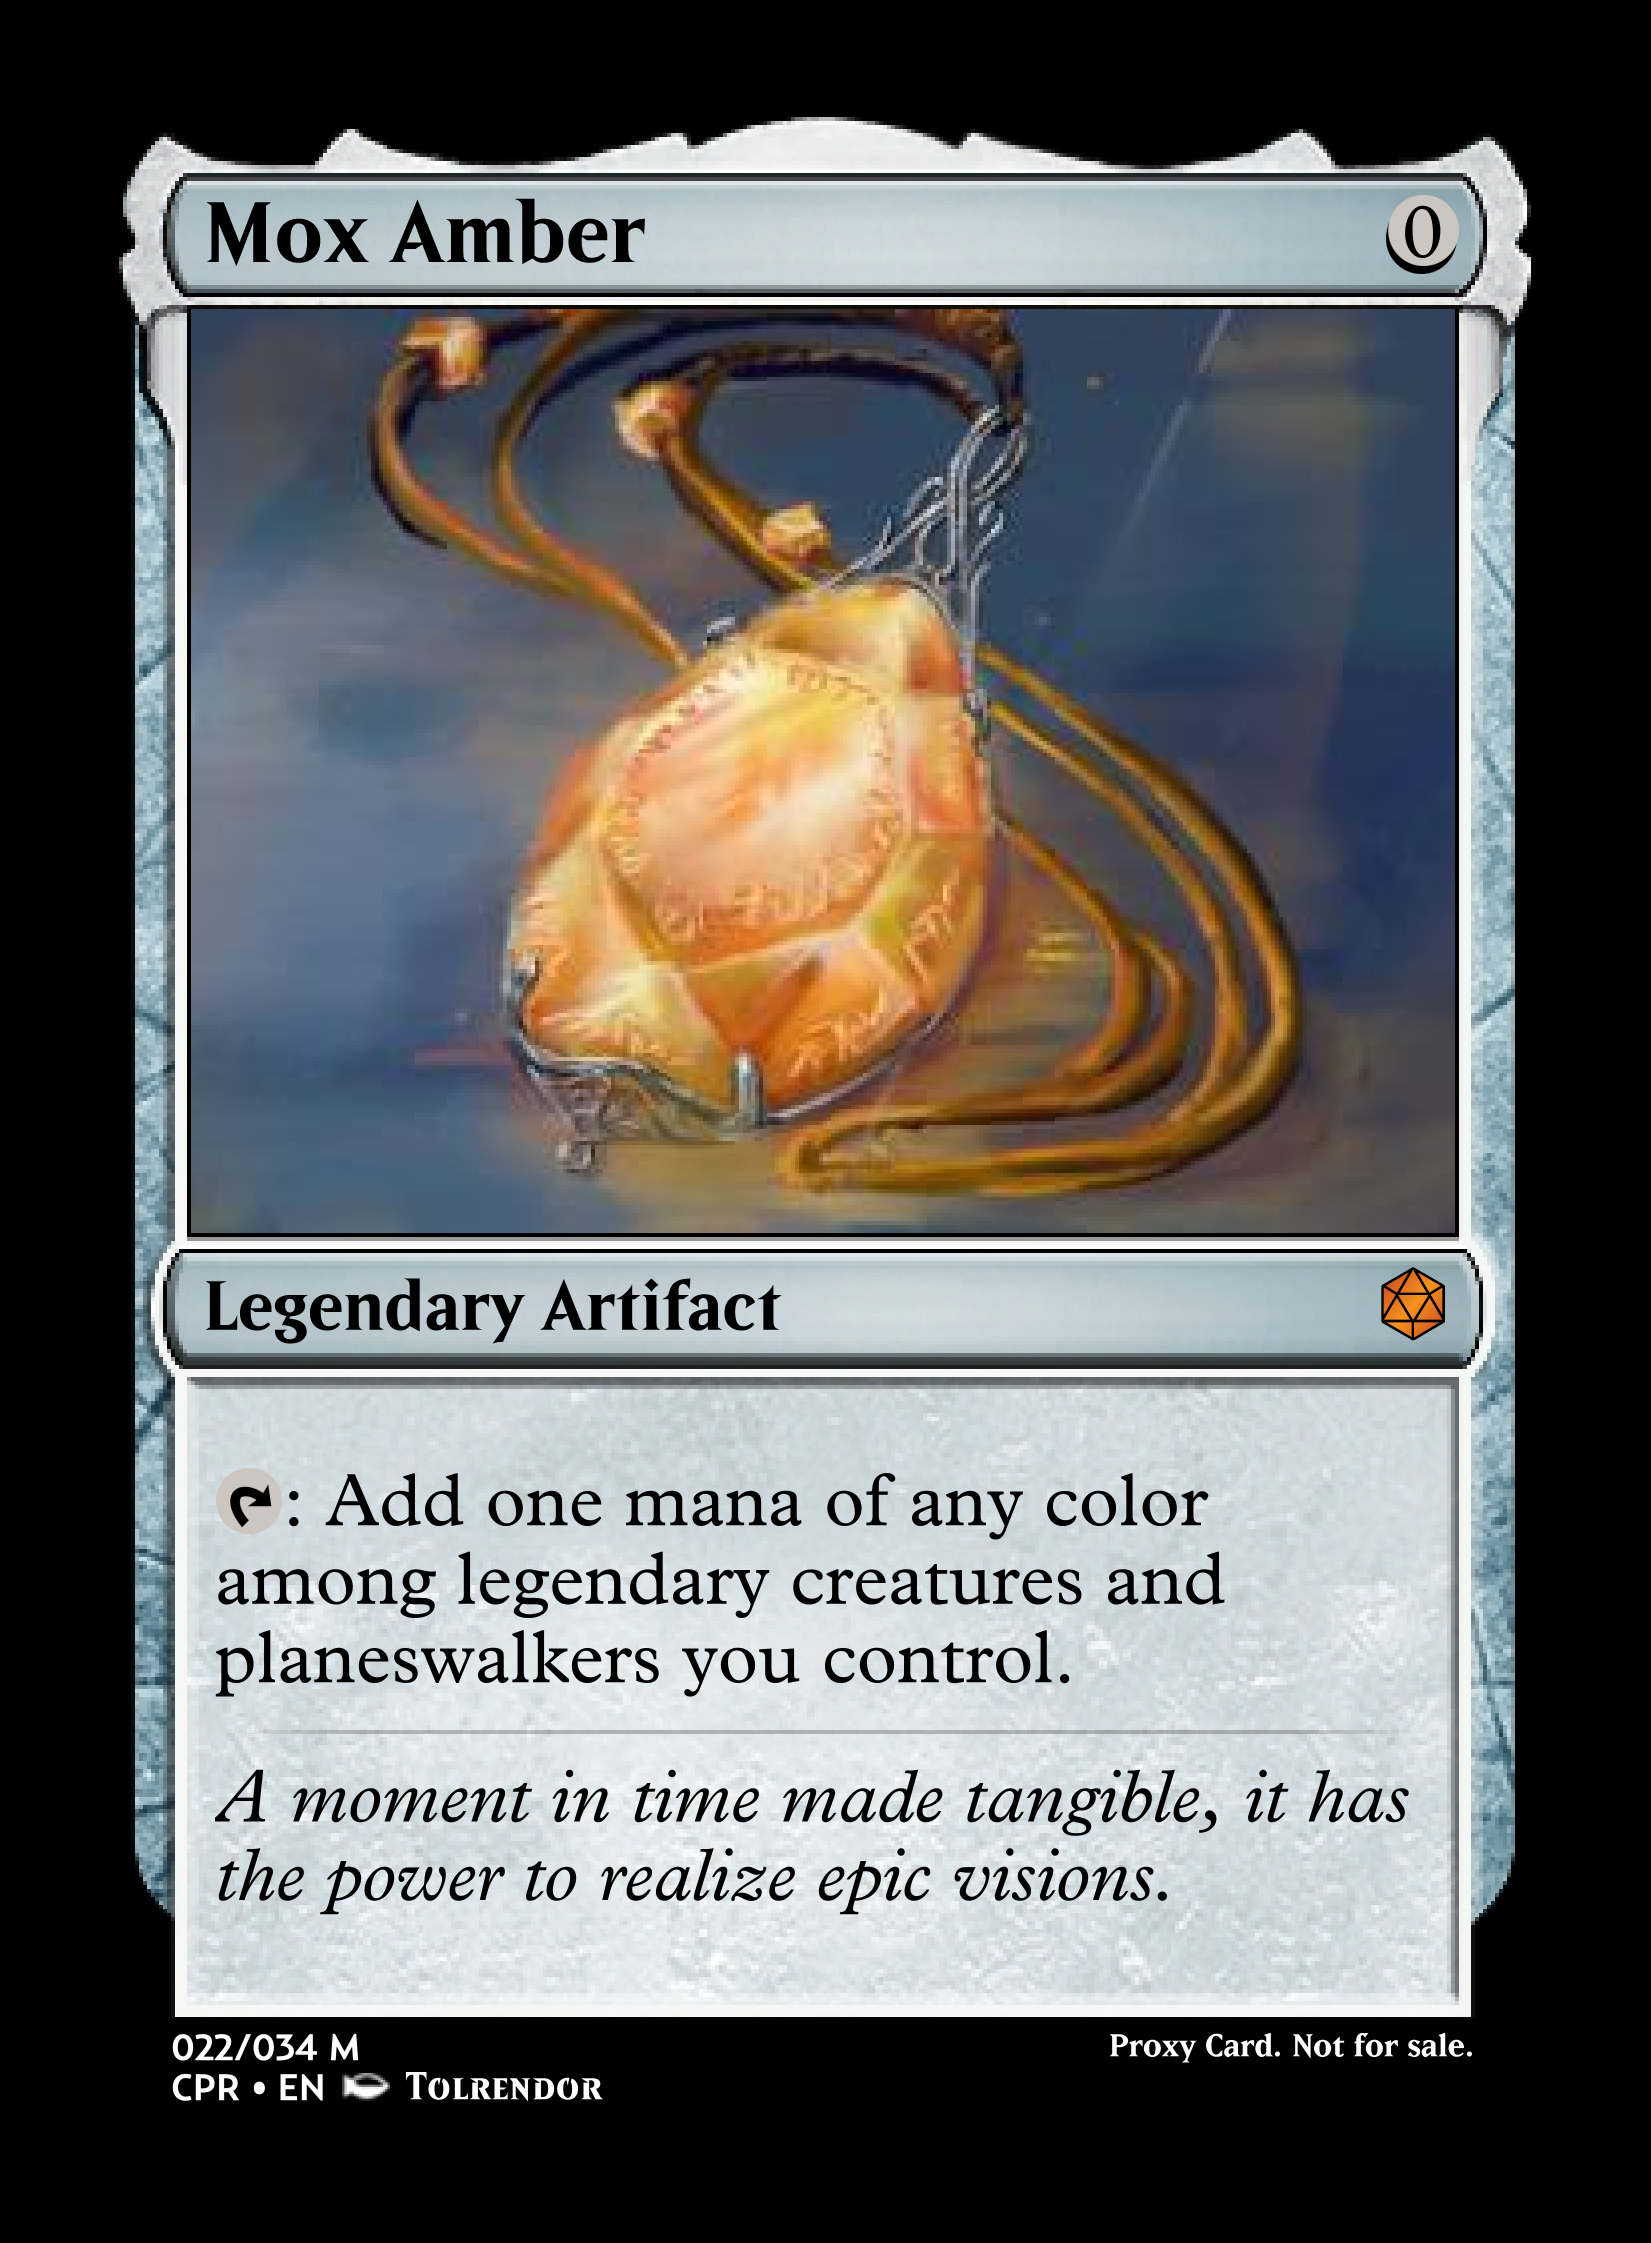 Mox Amber 0
Legendary Artifact
: Add one mana of any color
among legendary creatures and
planeswalkers you control.
A moment in time made tangible, it has
the power to realize epic visions.
022/034 M
Proxy Card. Not for sale.
CPR • EN Tolrendor